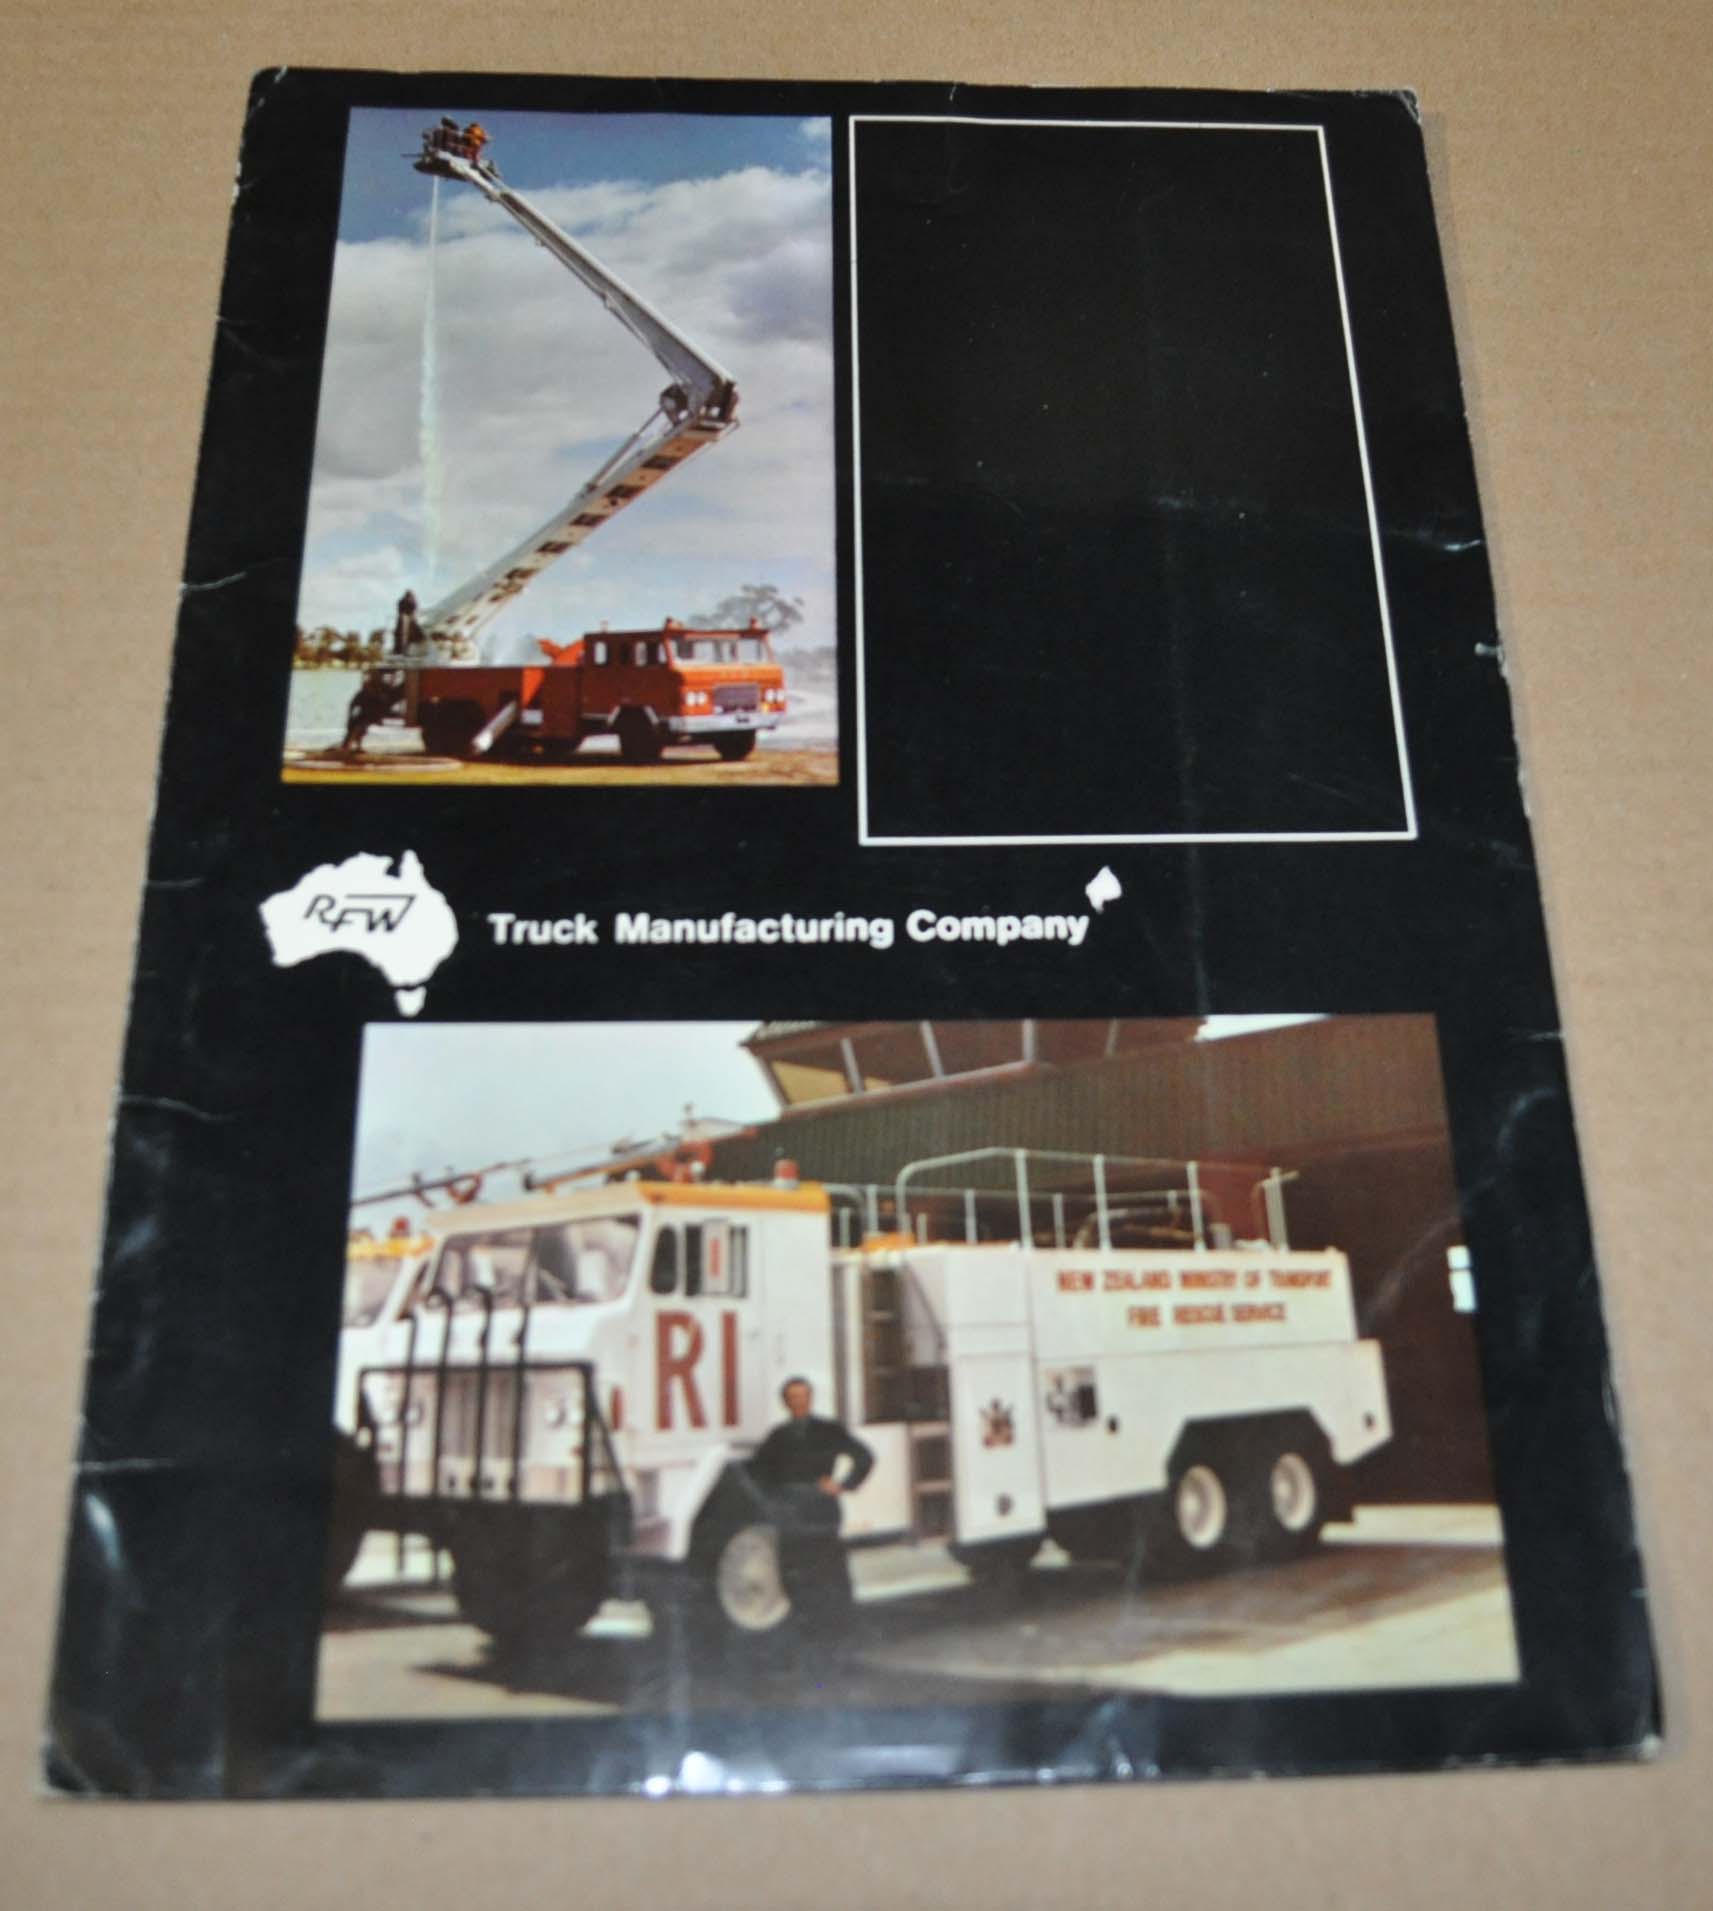 RFW
Truck Manufacturing Company
RI
NEW ZEALAND MINISTRY OF TRANSPORT
FIRE RESCUE SERVICE